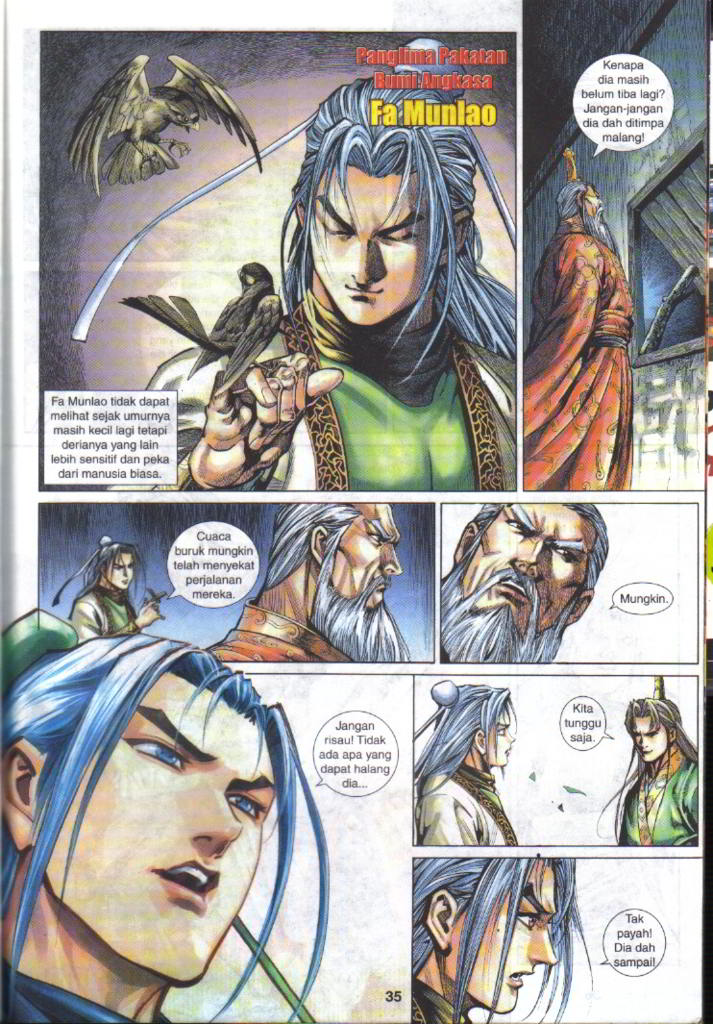 Panglima Pakatan
Bumi Angkasa
Fa Munlao
Fa Munlao tidak dapat
melihat sejak umurnya
masih kecil lagi tetapi
derianya yang lain
lebih sensitif dan peka
dari manusia biasa.
Kenapa
dia masih
belum tiba lagi?
Jangan-jangan
dia dah ditimpa
malang!
Cuaca
buruk mungkin
telah menyekat
perjalanan
mereka.
Mungkin.
Jangan
risau! Tidak
ada apa yang
dapat halang
dia...
Kita
tunggu
saja.
Tak
payah!
Dia dah
sampai!
35